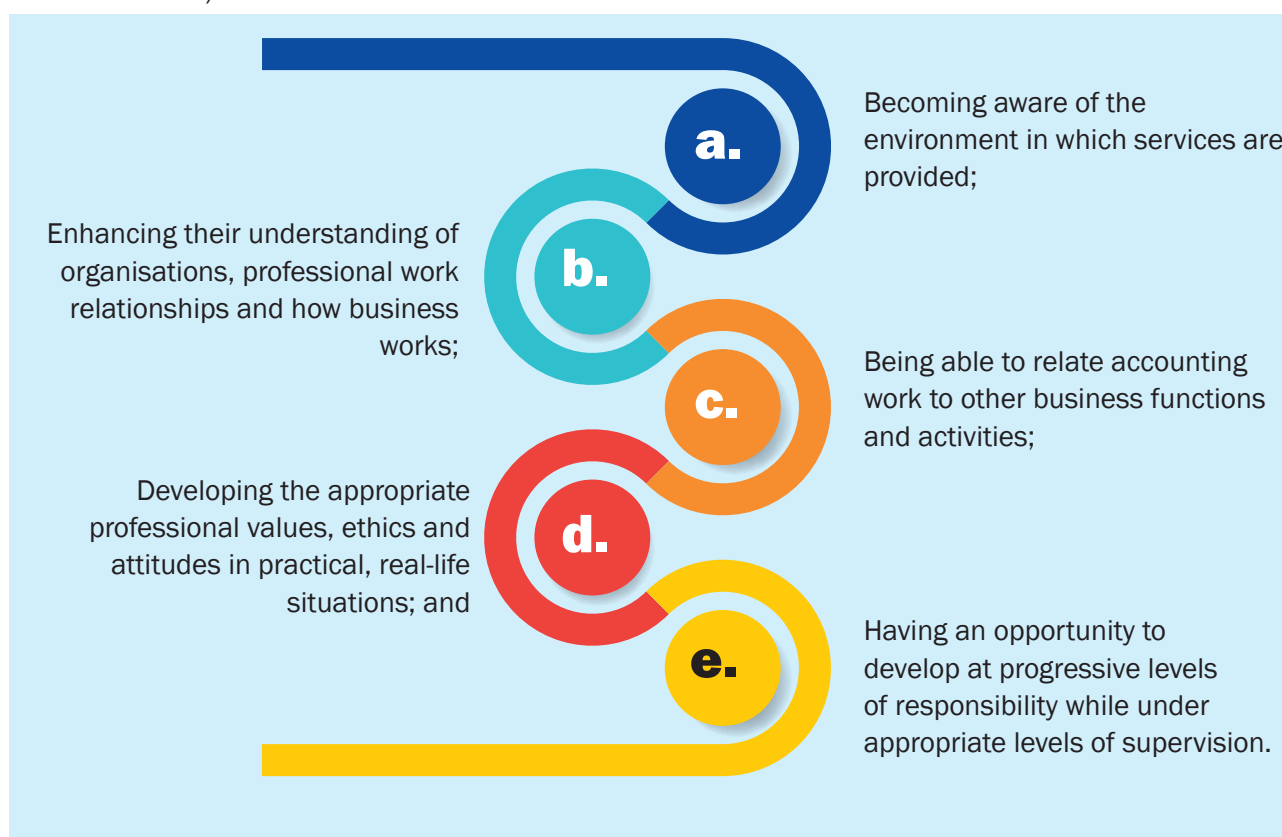 a.
Becoming aware of the
environment in which services are
provided;
b.
Enhancing their understanding of
organisations, professional work
relationships and how business
works;
c.
Being able to relate accounting
work to other business functions
and activities;
d.
Developing the appropriate
professional values, ethics and
attitudes in practical, real-life
situations; and
e.
Having an opportunity to
develop at progressive levels
of responsibility while under
appropriate levels of supervision.